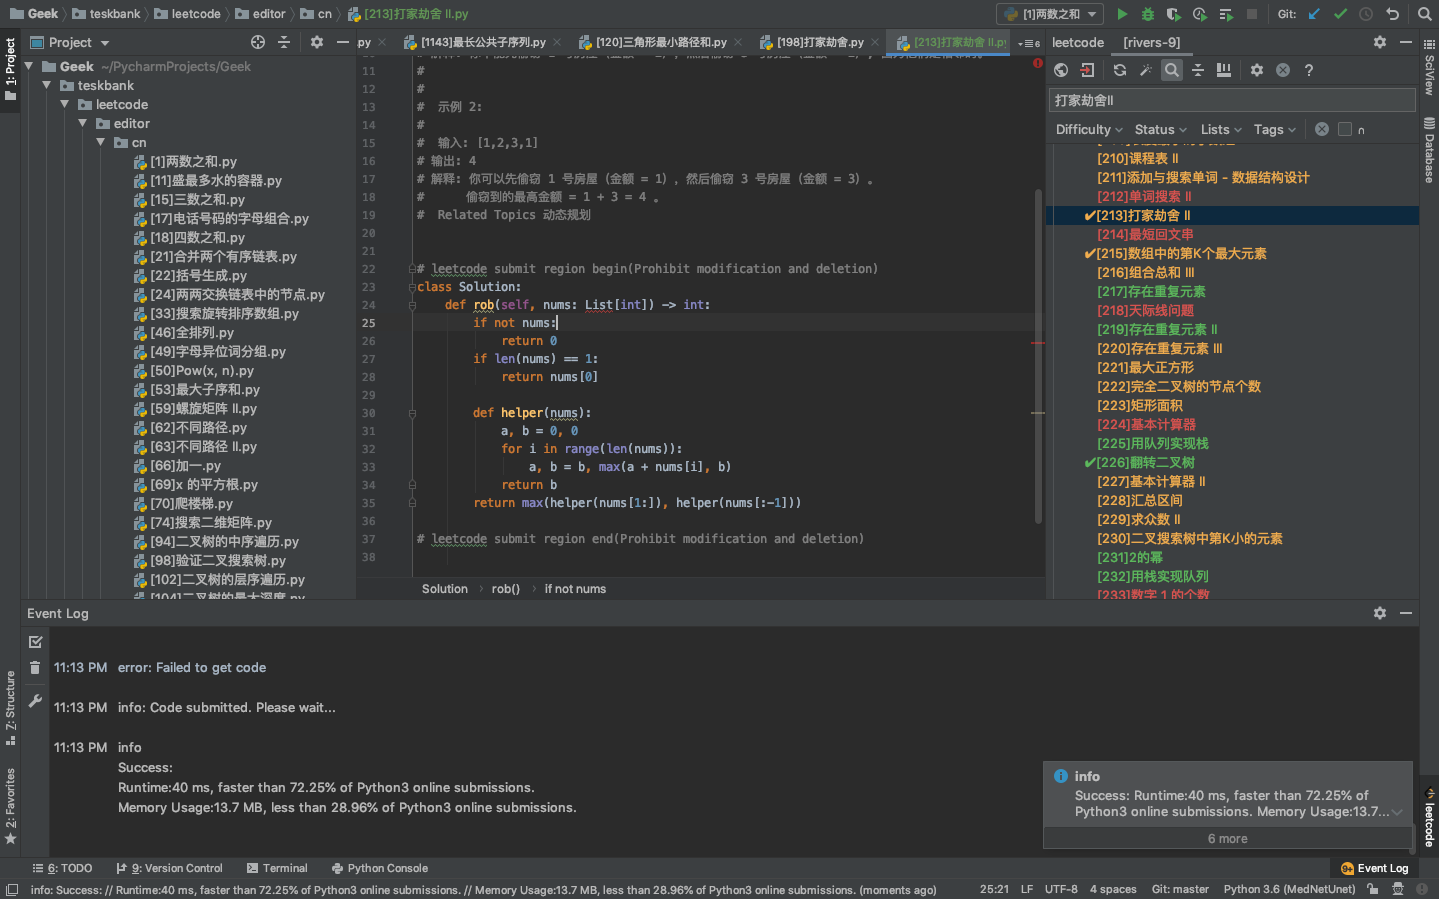 Geek teskbank leetcode editor cn [213]打家劫舍 II.py
[1]两数之和
Git:
1: Project
Project
Geek ~/PycharmProjects/Geek
teskbank
leetcode
editor
cn
[1]两数之和.py
[11]盛最多水的容器.py
[15]三数之和.py
[17]电话号码的字母组合.py
[18]四数之和.py
[21]合并两个有序链表.py
[22]括号生成.py
[24]两两交换链表中的节点.py
[33]搜索旋转排序数组.py
[46]全排列.py
[49]字母异位词分组.py
[50]Pow(x, n).py
[53]最大子序和.py
[59]螺旋矩阵 II.py
[62]不同路径.py
[63]不同路径 II.py
[66]加一.py
[69]x 的平方根.py
[70]爬楼梯.py
[74]搜索二维矩阵.py
[94]二叉树的中序遍历.py
[98]验证二叉搜索树.py
[102]二叉树的层序遍历.py
[104]二叉树的最大深度.py
.py [1143]最长公共子序列.py [120]三角形最小路径和.py [198]打家劫舍.py [213]打家劫舍 II.py
6
11 #
12 #
13 # 示例 2:
14 #
15 # 输入: [1,2,3,1]
16 # 输出: 4
17 # 解释: 你可以先偷窃 1 号房屋（金额 = 1），然后偷窃 3 号房屋（金额 = 3）。
18 # 偷窃到的最高金额 = 1 + 3 = 4 。
19 # Related Topics 动态规划
20
21
22 # leetcode submit region begin(Prohibit modification and deletion)
23 class Solution:
24 def rob(self, nums: List[int]) -> int:
25 if not nums:
26 return 0
27 if len(nums) == 1:
28 return nums[0]
29
30 def helper(nums):
31 a, b = 0, 0
32 for i in range(len(nums)):
33 a, b = b, max(a + nums[i], b)
34 return b
35 return max(helper(nums[1:]), helper(nums[:-1]))
36
37 # leetcode submit region end(Prohibit modification and deletion)
38
Solution rob() if not nums
leetcode [rivers-9]
打家劫舍II
Difficulty Status Lists Tags
[210]课程表 II
[211]添加与搜索单词 - 数据结构设计
[212]单词搜索 II
✔[213]打家劫舍 II
[214]最短回文串
✔[215]数组中的第K个最大元素
[216]组合总和 III
[217]存在重复元素
[218]天际线问题
[219]存在重复元素 II
[220]存在重复元素 III
[221]最大正方形
[222]完全二叉树的节点个数
[223]矩形面积
[224]基本计算器
[225]用队列实现栈
✔[226]翻转二叉树
[227]基本计算器 II
[228]汇总区间
[229]求众数 II
[230]二叉搜索树中第K小的元素
[231]2的幂
[232]用栈实现队列
[233]数字 1 的个数
SciView
Database
leetcode
Event Log
11:13 PM error: Failed to get code
11:13 PM info: Code submitted. Please wait...
11:13 PM info
Success:
Runtime:40 ms, faster than 72.25% of Python3 online submissions.
Memory Usage:13.7 MB, less than 28.96% of Python3 online submissions.
info
Success: Runtime:40 ms, faster than 72.25% of
Python3 online submissions. Memory Usage:13.7...
6 more
Z: Structure
2: Favorites
6: TODO 9: Version Control Terminal Python Console 9+ Event Log
info: Success: // Runtime:40 ms, faster than 72.25% of Python3 online submissions. // Memory Usage:13.7 MB, less than 28.96% of Python3 online submissions. (moments ago) 25:21 LF UTF-8 4 spaces Git: master Python 3.6 (MedNetUnet)